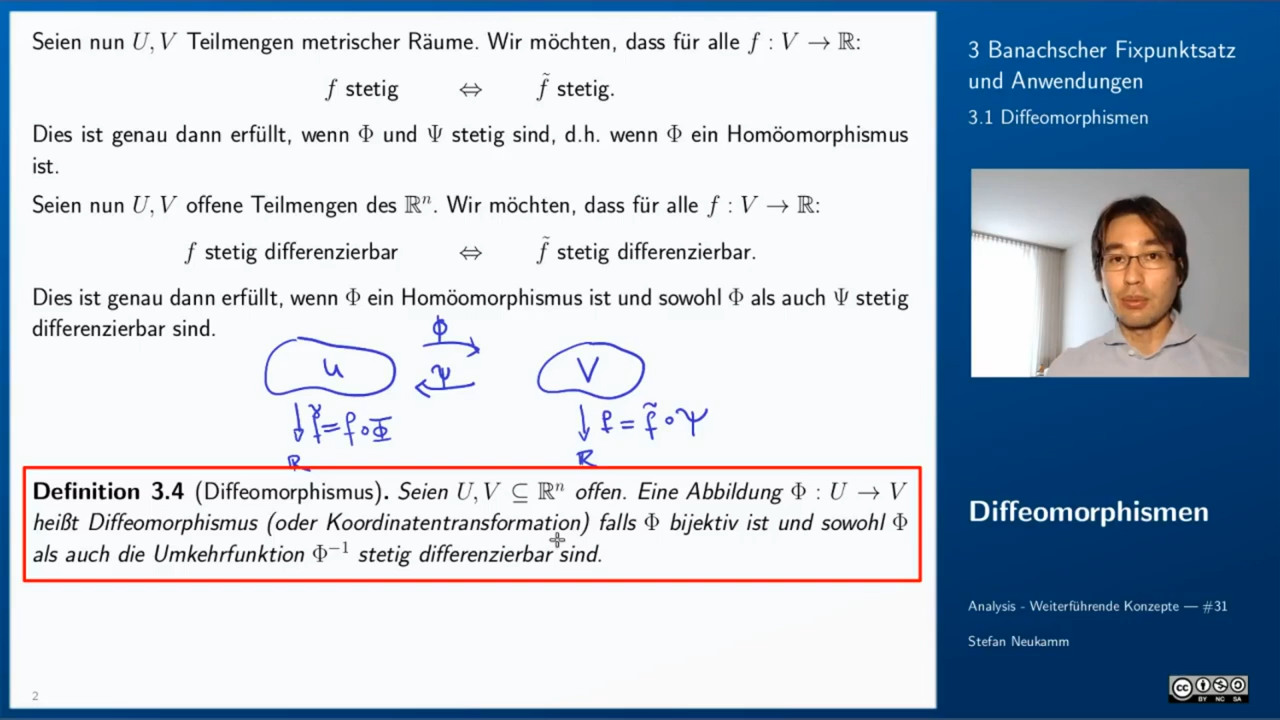 Seien nun U, V Teilmengen metrischer Räume. Wir möchten, dass für alle f : V → ℝ:
f stetig ⇔ f̃ stetig.
Dies ist genau dann erfüllt, wenn Φ und Ψ stetig sind, d.h. wenn Φ ein Homöomorphismus
ist.
Seien nun U, V offene Teilmengen des ℝⁿ. Wir möchten, dass für alle f : V → ℝ:
f stetig differenzierbar ⇔ f̃ stetig differenzierbar.
Dies ist genau dann erfüllt, wenn Φ ein Homöomorphismus ist und sowohl Φ als auch Ψ stetig
differenzierbar sind.
Φ
U Ψ V
f̃ = f ∘ Φ f = f̃ ∘ Ψ
ℝ ℝ
Definition 3.4 (Diffeomorphismus). Seien U, V ⊆ ℝⁿ offen. Eine Abbildung Φ : U → V
heißt Diffeomorphismus (oder Koordinatentransformation) falls Φ bijektiv ist und sowohl Φ
als auch die Umkehrfunktion Φ⁻¹ stetig differenzierbar sind.
2
3 Banachscher Fixpunktsatz
und Anwendungen
3.1 Diffeomorphismen
Diffeomorphismen
Analysis - Weiterführende Konzepte — #31
Stefan Neukamm
cc
BY NC SA